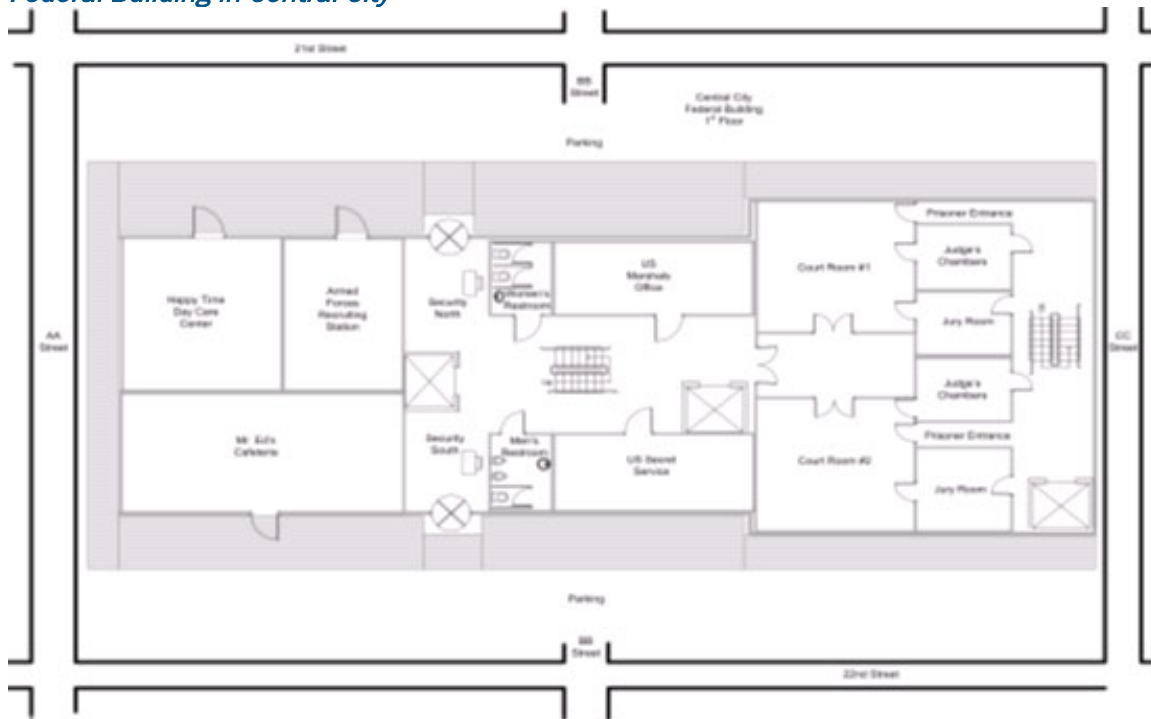 Federal Building in Central City
21st Street
BB
Street
Central City
Federal Building
1st Floor
Parking
Prisoner Entrance
Court Room #1
Judge's
Chambers
US
Marshals
Office
Happy Time
Day Care
Center
Armed
Forces
Recruiting
Station
Security
North
Women's
Restroom
Jury Room
AA
Street
CC
Street
Judge's
Chambers
Prisoner Entrance
Mr. Ed's
Cafeteria
Security
South
Men's
Restroom
US Secret
Service
Court Room #2
Jury Room
Parking
BB
Street
22nd Street